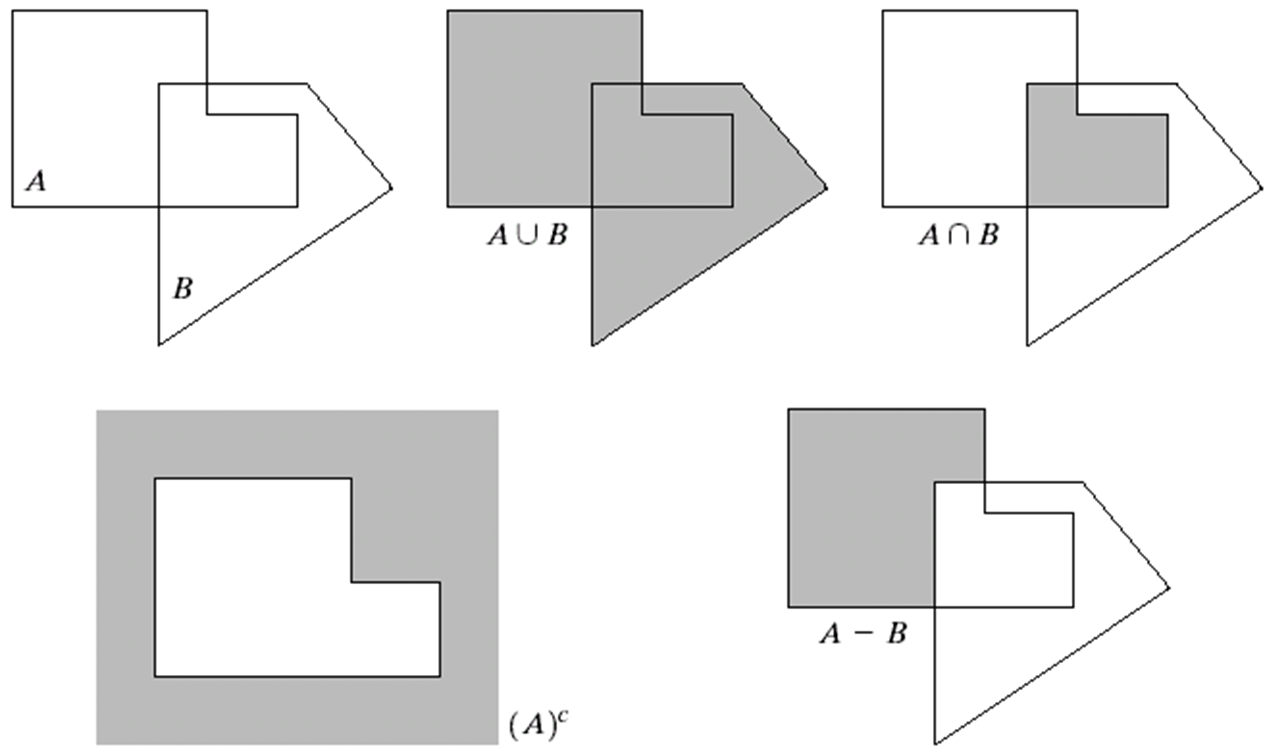 A
B
A ∪ B
A ∩ B
(A)ᶜ
A − B